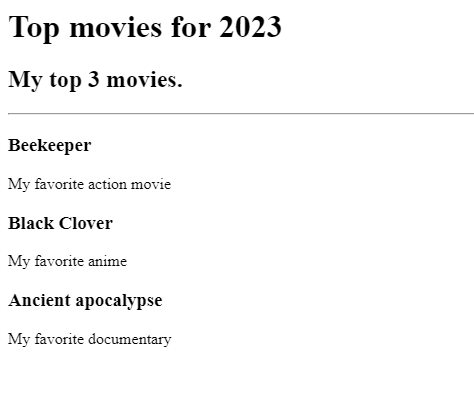 Top movies for 2023
My top 3 movies.
Beekeeper
My favorite action movie
Black Clover
My favorite anime
Ancient apocalypse
My favorite documentary